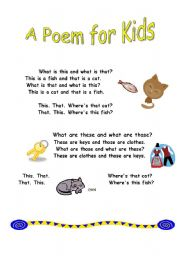 A Poem for Kids
What is this and what is that?
This is a fish and that is a cat.
What is that and what is this?
This is a cat and that is a fish.
This. That. Where's that cat?
That. This. Where's this fish?
What are these and what are those?
These are keys and those are clothes.
What are those and what are these?
These are clothes and those are keys.
This. That. Where's that cat?
That. This. Where's this fish?